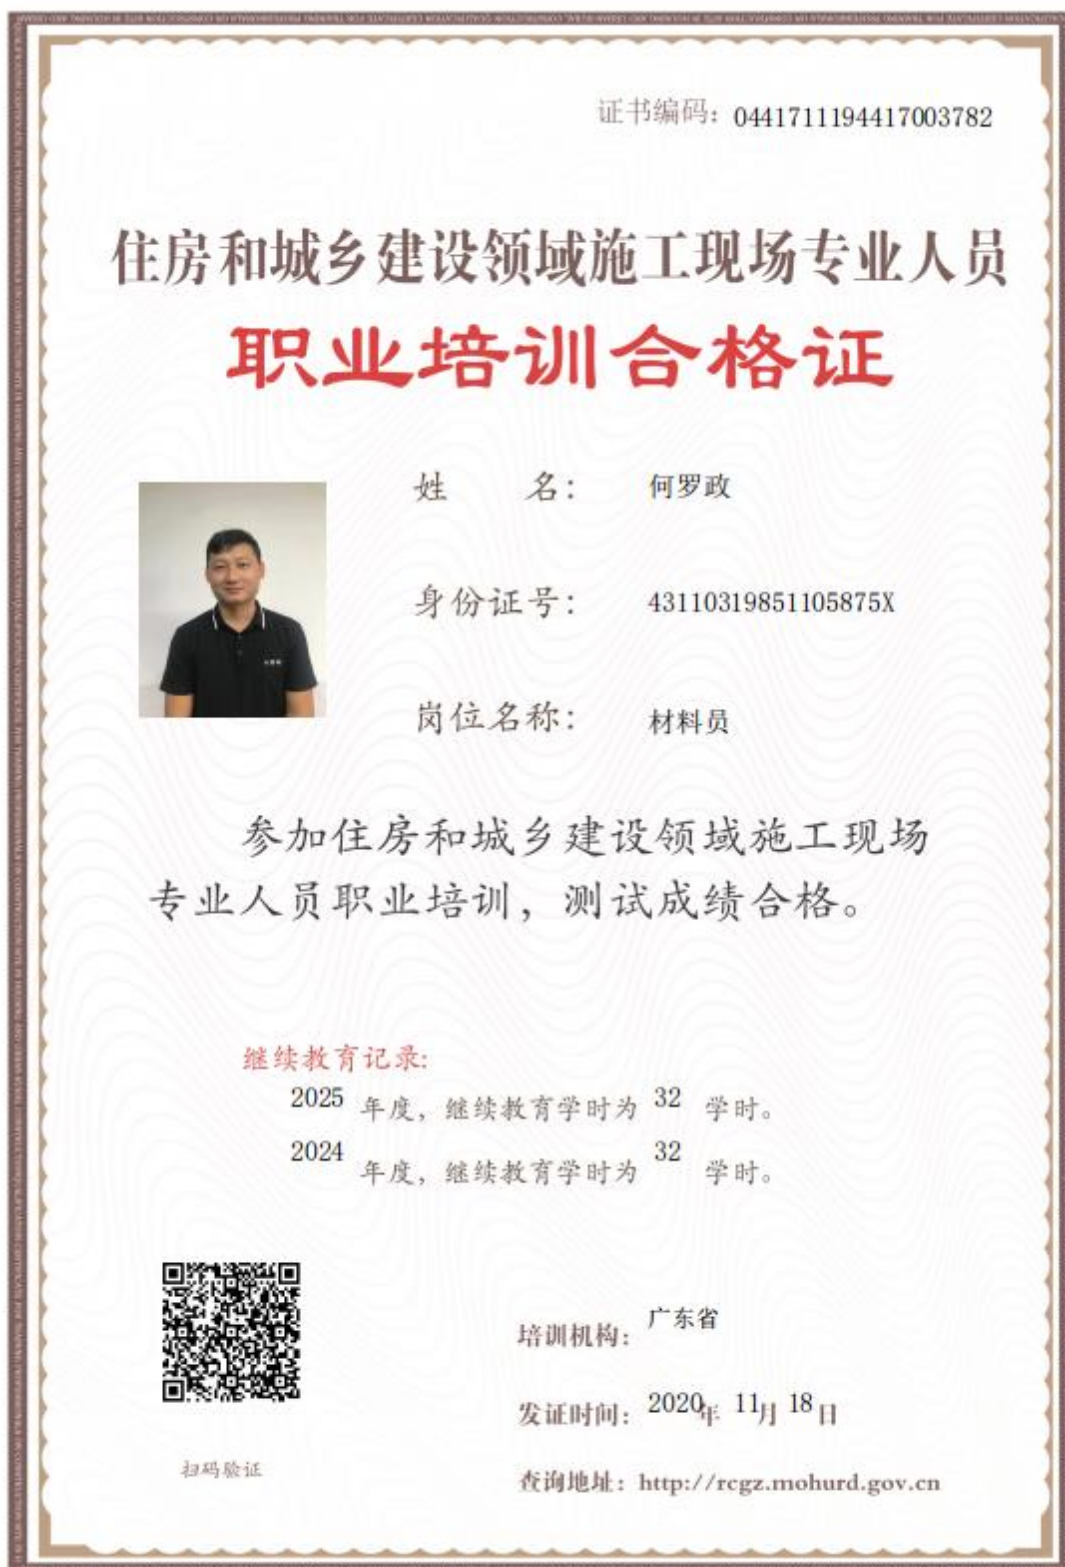 证书编码：0441711194417003782
住房和城乡建设领域施工现场专业人员
职业培训合格证
姓 名： 何罗政
身份证号： 43110319851105875X
岗位名称： 材料员
参加住房和城乡建设领域施工现场
专业人员职业培训，测试成绩合格。
继续教育记录:
2025 年度，继续教育学时为 32 学时。
2024 年度，继续教育学时为 32 学时。
培训机构： 广东省
发证时间： 2020年 11月 18日
扫码验证
查询地址：http://rcgz.mohurd.gov.cn